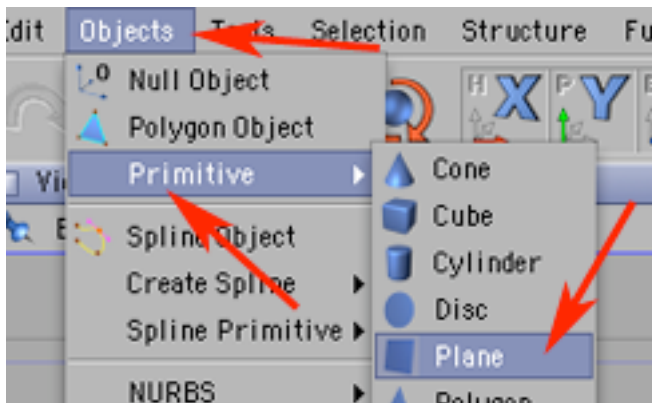 Edit Objects Tools Selection Structure Fu
Null Object
Polygon Object
Primitive
Spline Object
Create Spline
Spline Primitive
NURBS
H X P Y
Cone
Cube
Cylinder
Disc
Plane
Polygon